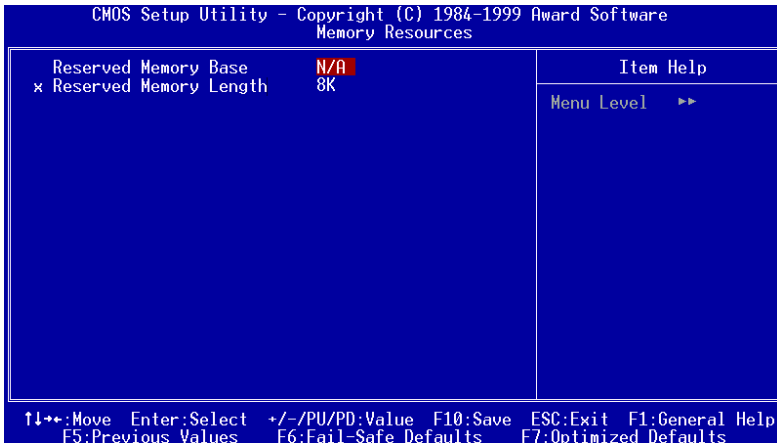 CMOS Setup Utility – Copyright (C) 1984–1999 Award Software
Memory Resources
Reserved Memory Base N/A
x Reserved Memory Length 8K
Item Help
Menu Level ►►
↑↓→←:Move Enter:Select +/-/PU/PD:Value F10:Save ESC:Exit F1:General Help
F5:Previous Values F6:Fail-Safe Defaults F7:Optimized Defaults